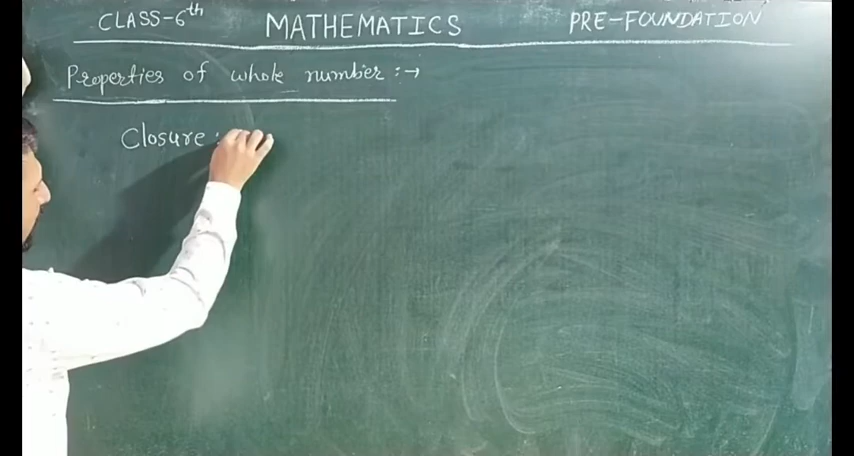 CLASS-6th MATHEMATICS PRE-FOUNDATION
Properties of whole number :→
Closure :